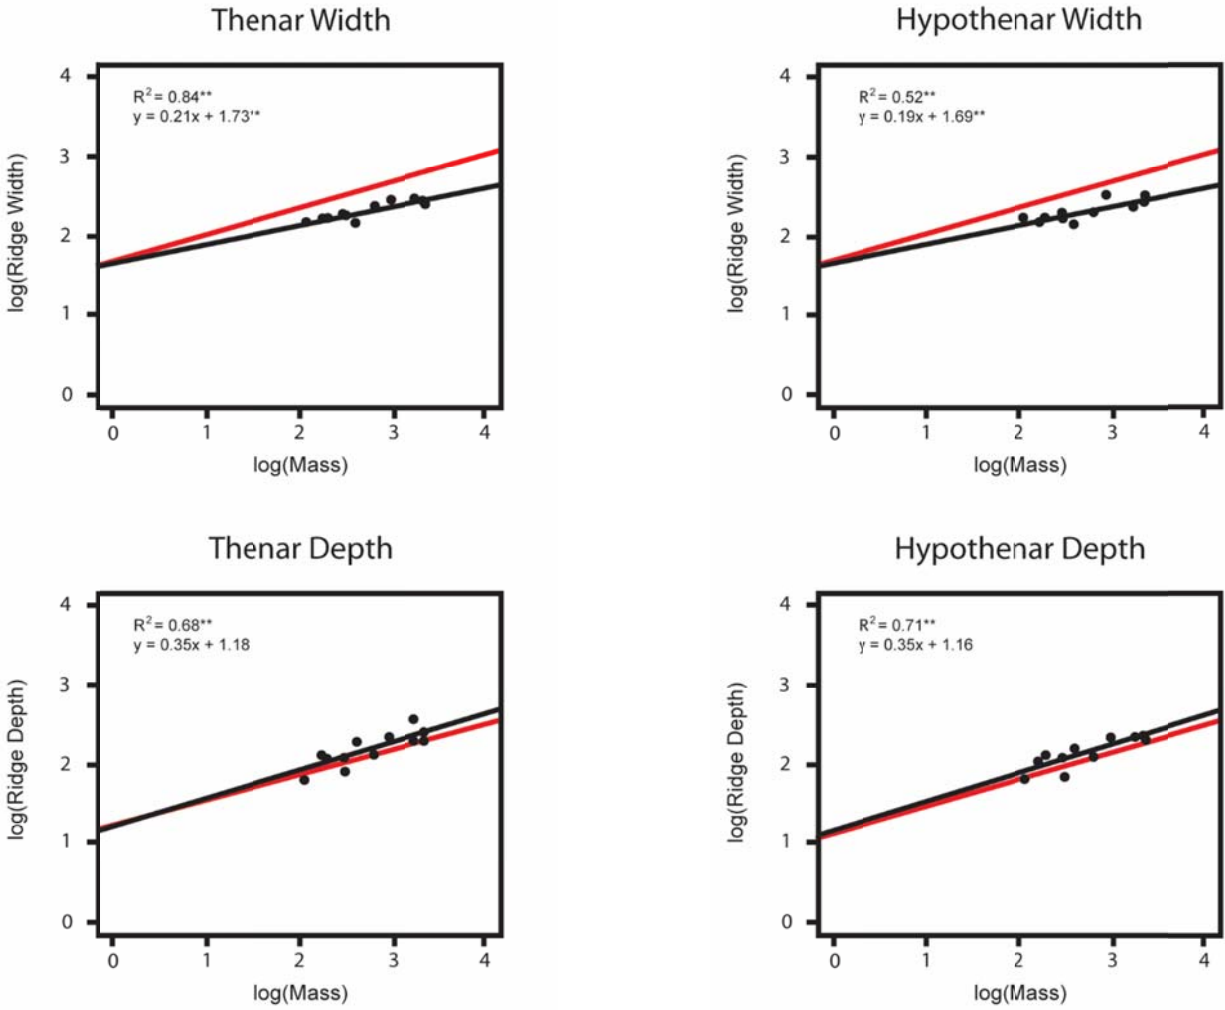 Thenar Width
R² = 0.84**
y = 0.21x + 1.73'*
4
3
2
1
0
log(Ridge Width)
0 1 2 3 4
log(Mass)
Hypothenar Width
R² = 0.52**
y = 0.19x + 1.69**
4
3
2
1
0
log(Ridge Width)
0 1 2 3 4
log(Mass)
Thenar Depth
R² = 0.68**
y = 0.35x + 1.18
4
3
2
1
0
log(Ridge Depth)
0 1 2 3 4
log(Mass)
Hypothenar Depth
R² = 0.71**
y = 0.35x + 1.16
4
3
2
1
0
log(Ridge Depth)
0 1 2 3 4
log(Mass)